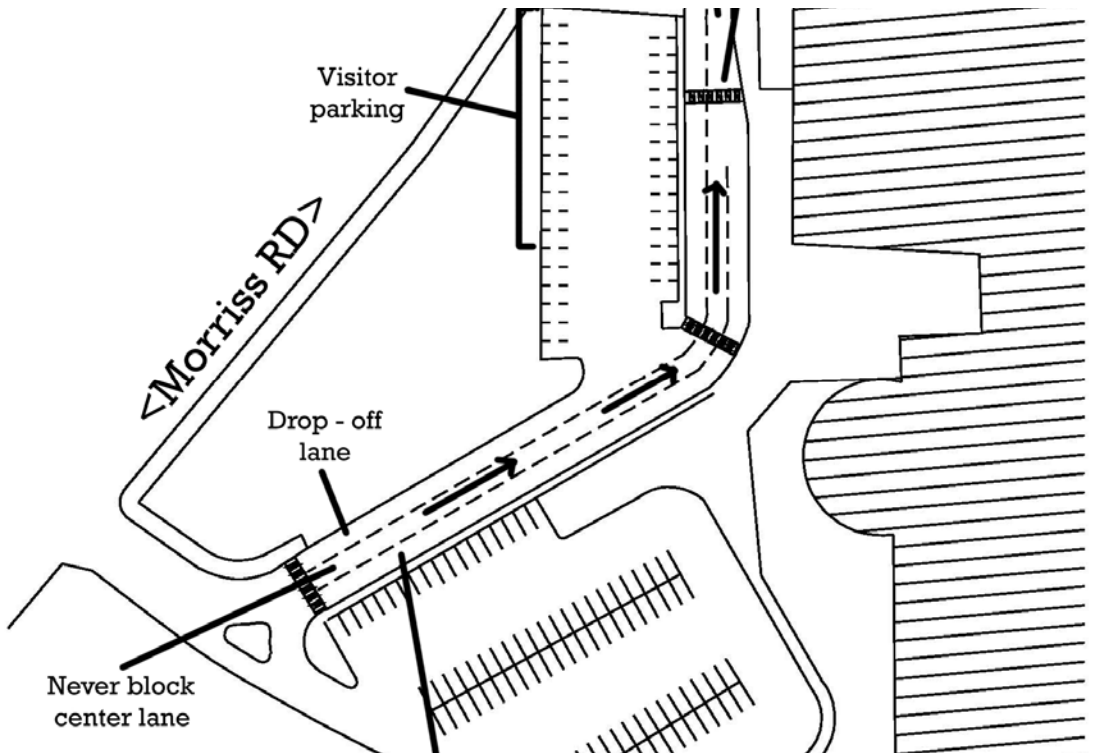 Visitor
parking
<Morriss RD>
Drop - off
lane
Never block
center lane